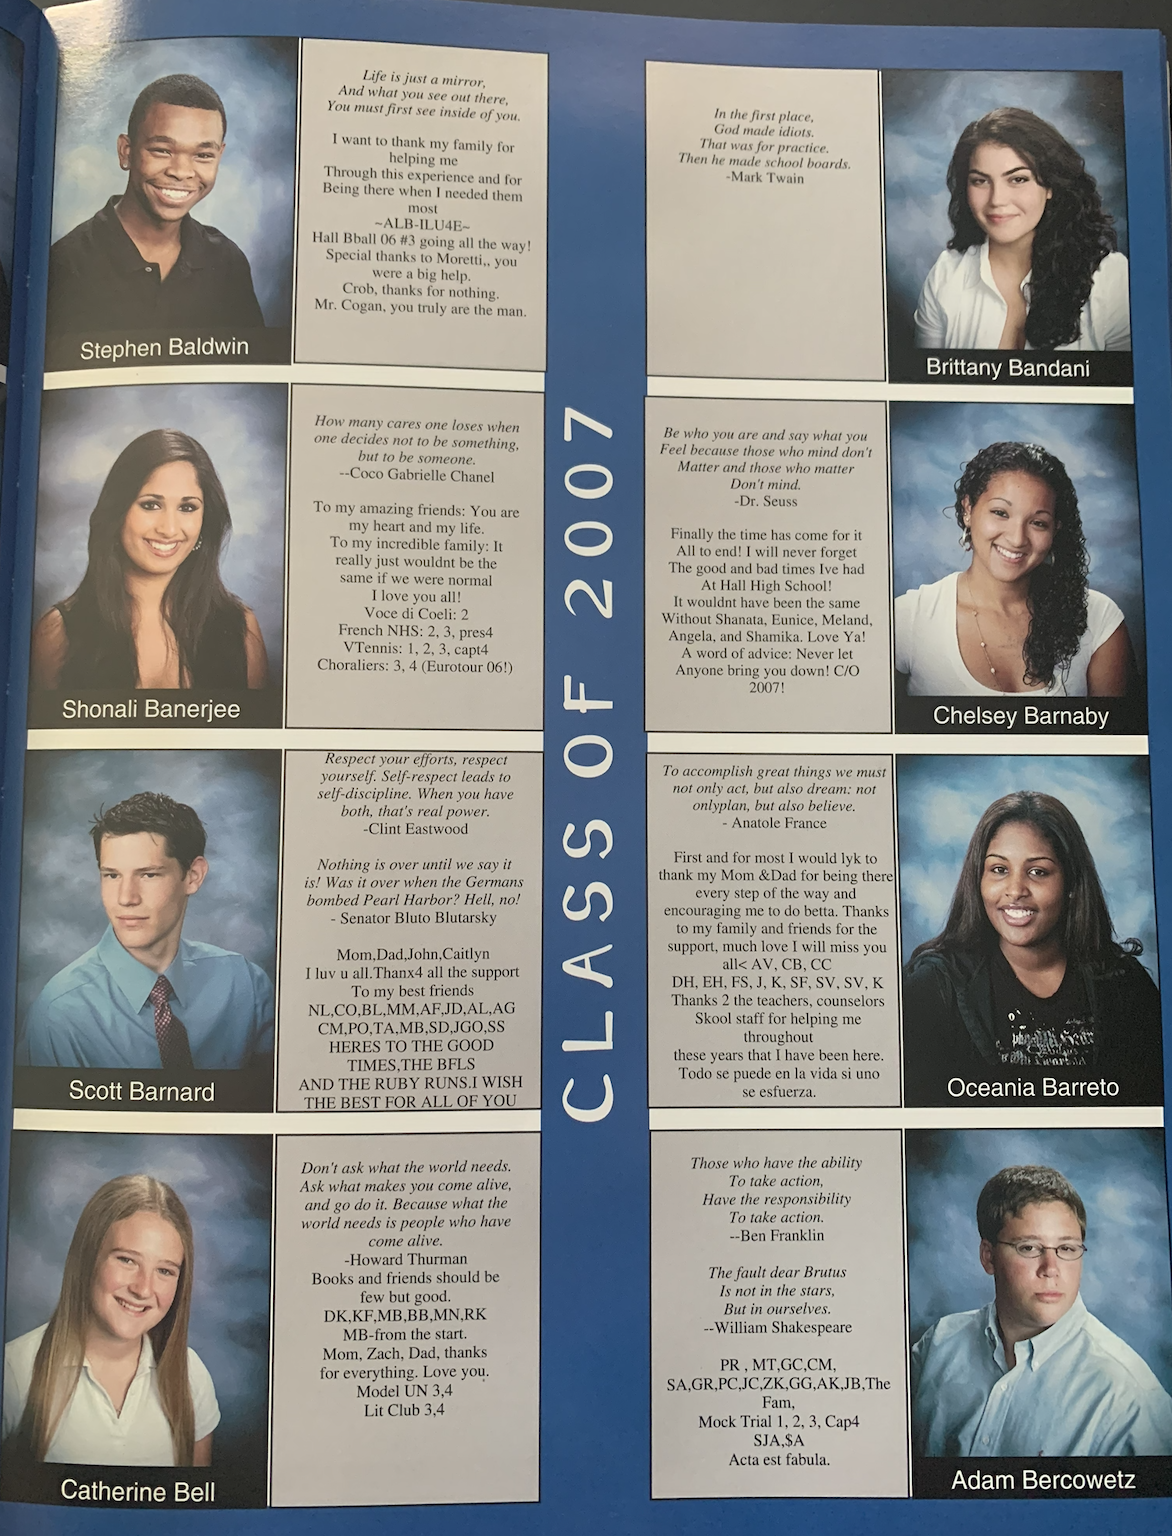 Life is just a mirror,
And what you see out there,
You must first see inside of you.
I want to thank my family for
helping me
Through this experience and for
Being there when I needed them
most
~ALB-ILU4E~
Hall Bball 06 #3 going all the way!
Special thanks to Moretti,, you
were a big help.
Crob, thanks for nothing.
Mr. Cogan, you truly are the man.
Stephen Baldwin
In the first place,
God made idiots.
That was for practice.
Then he made school boards.
-Mark Twain
Brittany Bandani
How many cares one loses when
one decides not to be something,
but to be someone.
--Coco Gabrielle Chanel
To my amazing friends: You are
my heart and my life.
To my incredible family: It
really just wouldnt be the
same if we were normal
I love you all!
Voce di Coeli: 2
French NHS: 2, 3, pres4
VTennis: 1, 2, 3, capt4
Choraliers: 3, 4 (Eurotour 06!)
Shonali Banerjee
Be who you are and say what you
Feel because those who mind don't
Matter and those who matter
Don't mind.
-Dr. Seuss
Finally the time has come for it
All to end! I will never forget
The good and bad times Ive had
At Hall High School!
It wouldnt have been the same
Without Shanata, Eunice, Meland,
Angela, and Shamika. Love Ya!
A word of advice: Never let
Anyone bring you down! C/O
2007!
Chelsey Barnaby
CLASS OF 2007
Respect your efforts, respect
yourself. Self-respect leads to
self-discipline. When you have
both, that's real power.
-Clint Eastwood
Nothing is over until we say it
is! Was it over when the Germans
bombed Pearl Harbor? Hell, no!
- Senator Bluto Blutarsky
Mom,Dad,John,Caitlyn
I luv u all.Thanx4 all the support
To my best friends
NL,CO,BL,MM,AF,JD,AL,AG
CM,PO,TA,MB,SD,JGO,SS
HERES TO THE GOOD
TIMES,THE BFLS
AND THE RUBY RUNS.I WISH
THE BEST FOR ALL OF YOU
Scott Barnard
To accomplish great things we must
not only act, but also dream: not
onlyplan, but also believe.
- Anatole France
First and for most I would lyk to
thank my Mom &Dad for being there
every step of the way and
encouraging me to do betta. Thanks
to my family and friends for the
support, much love I will miss you
all< AV, CB, CC
DH, EH, FS, J, K, SF, SV, SV, K
Thanks 2 the teachers, counselors
Skool staff for helping me
throughout
these years that I have been here.
Todo se puede en la vida si uno
se esfuerza.
Oceania Barreto
Don't ask what the world needs.
Ask what makes you come alive,
and go do it. Because what the
world needs is people who have
come alive.
-Howard Thurman
Books and friends should be
few but good.
DK,KF,MB,BB,MN,RK
MB-from the start.
Mom, Zach, Dad, thanks
for everything. Love you.
Model UN 3,4
Lit Club 3,4
Catherine Bell
Those who have the ability
To take action,
Have the responsibility
To take action.
--Ben Franklin
The fault dear Brutus
Is not in the stars,
But in ourselves.
--William Shakespeare
PR , MT,GC,CM,
SA,GR,PC,JC,ZK,GG,AK,JB,The
Fam,
Mock Trial 1, 2, 3, Cap4
SJA,$A
Acta est fabula.
Adam Bercowetz